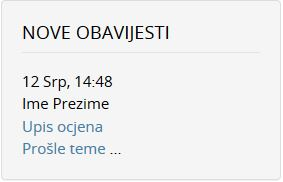 NOVE OBAVIJESTI
12 Srp, 14:48
Ime Prezime
Upis ocjena
Prošle teme ...